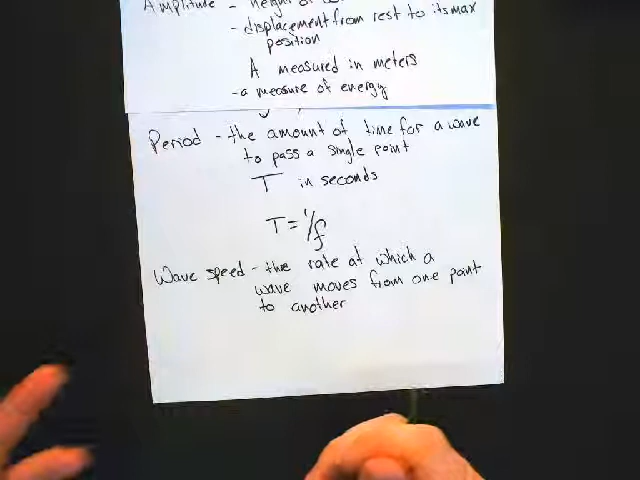 Amplitude - height of
- displacement from rest to its max
position
A measured in meters
- a measure of energy
Period - the amount of time for a wave
to pass a single point
T in seconds
T = 1/f
Wave speed - the rate at which a
wave moves from one point
to another